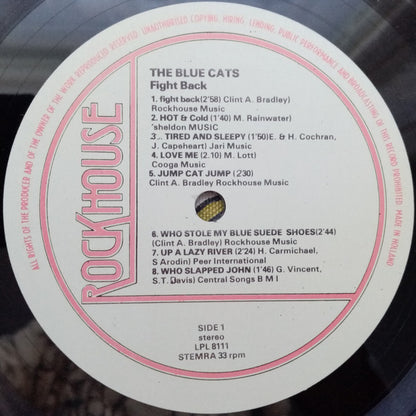 ALL RIGHTS OF THE PRODUCER AND OF THE OWNER OF THE WORK REPRODUCED RESERVED. UNAUTHORISED COPYING, HIRING, LENDING, PUBLIC PERFORMANCE AND BROADCASTING OF THIS RECORD PROHIBITED MADE IN HOLLAND
ROCKHOUSE
THE BLUE CATS
Fight Back
1. fight back(2'58) Clint A. Bradley)
Rockhouse Music
2. HOT & Cold (1'40) M. Rainwater)
'sheldon MUSIC
3.. TIRED AND SLEEPY (1'50)E. & H. Cochran,
J. Capeheart) Jari Music
4. LOVE ME (2.10) M. Lott)
Cooga Music
5. JUMP CAT JUMP (2'30)
Clint A. Bradley Rockhouse Music
6. WHO STOLE MY BLUE SUEDE SHOES(2'44)
(Clint A. Bradley) Rockhouse Music
7. UP A LAZY RIVER (2'24) H. Carmichael,
S Arodin) Peer International
8. WHO SLAPPED JOHN (1'46) G. Vincent,
S.T. Davis) Central Songs B M I
SIDE 1
stereo
LPL 8111
STEMRA 33 rpm